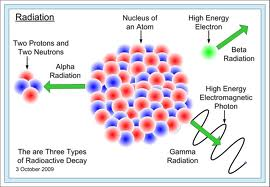 Radiation
Nucleus of
an Atom
High Energy
Electron
Two Protons and
Two Neutrons
Alpha
Radiation
Beta
Radiation
High Energy
Electromagnetic
Photon
Gamma
Radiation
The are Three Types
of Radioactive Decay
3 October 2009